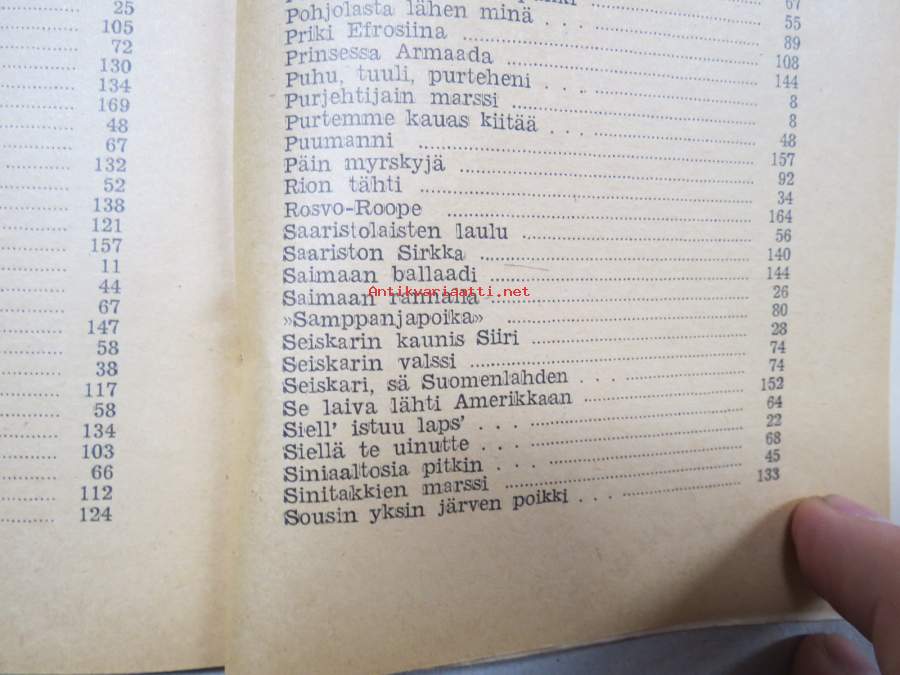 25
105
72
130
134
169
48
67
132
52
138
121
157
11
44
67
147
58
38
117
58
134
103
66
112
124
67
55
Pohjolasta lähen minä 89
Priki Efrosiina 108
Prinsessa Armaada 144
Puhu, tuuli, purteheni 8
Purjehtijain marssi 8
Purtemme kauas kiitää 48
Puumanni 157
Päin myrskyjä 92
Rion tähti 34
Rosvo-Roope 164
Saaristolaisten laulu 56
Saariston Sirkka 140
Saimaan ballaadi 144
Saimaan rannalla 26
»Samppanjapoika» 80
Seiskarin kaunis Siiri 28
Seiskarin valssi 74
Seiskari, sä Suomenlahden 74
Se laiva lähti Amerikkaan 152
Siell' istuu laps' 64
Siellä te uinutte 22
Siniaaltosia pitkin 68
Sinitakkien marssi 45
Sousin yksin järven poikki 133
Antikvariaatti.net